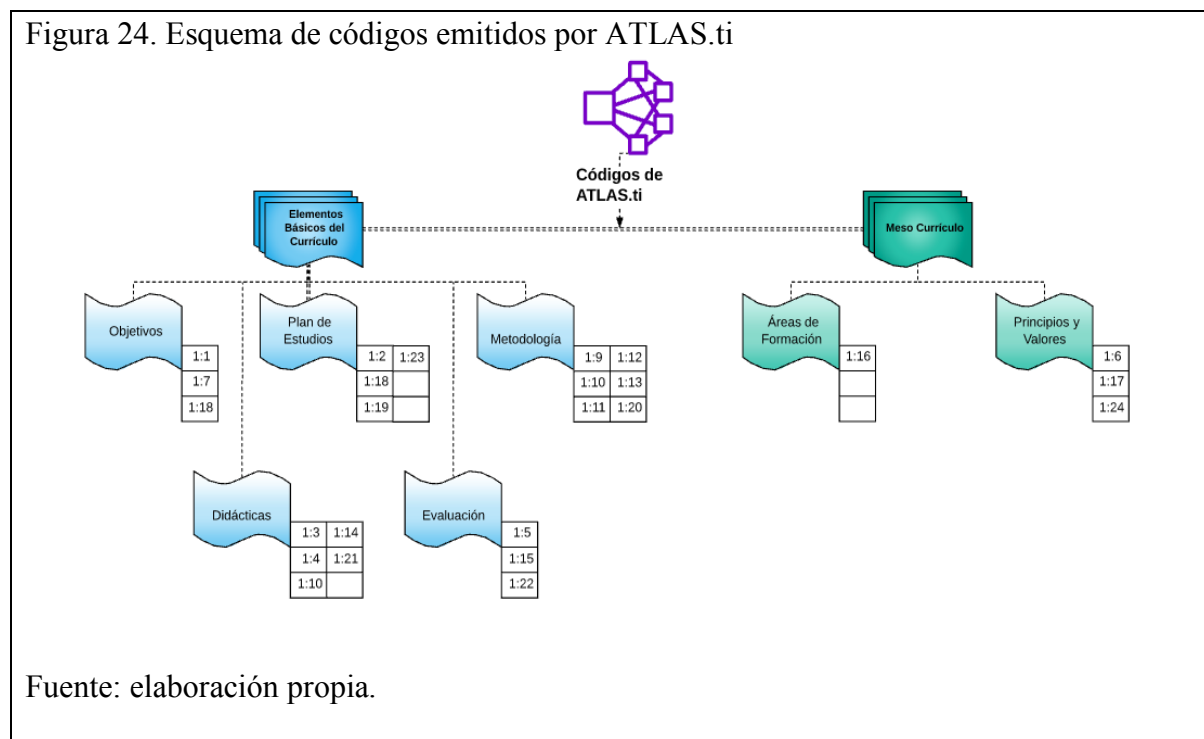 Figura 24. Esquema de códigos emitidos por ATLAS.ti
Códigos de
ATLAS.ti
Elementos
Básicos del
Currículo
Meso Currículo
Objetivos
1:1
1:7
1:18
Plan de
Estudios
1:2 1:23
1:18
1:19
Metodología
1:9 1:12
1:10 1:13
1:11 1:20
Áreas de
Formación
1:16
Principios y
Valores
1:6
1:17
1:24
Didácticas
1:3 1:14
1:4 1:21
1:10
Evaluación
1:5
1:15
1:22
Fuente: elaboración propia.